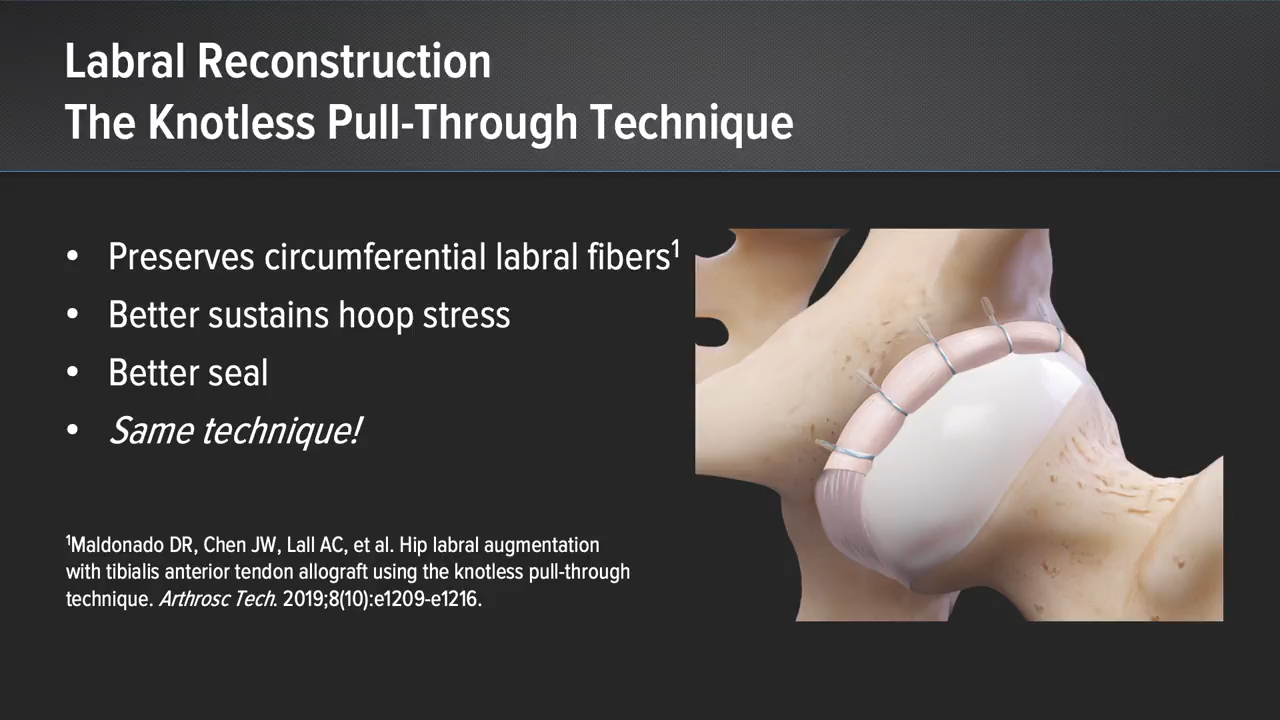 Labral Reconstruction
The Knotless Pull-Through Technique
• Preserves circumferential labral fibers¹
• Better sustains hoop stress
• Better seal
• Same technique!
¹Maldonado DR, Chen JW, Lall AC, et al. Hip labral augmentation
with tibialis anterior tendon allograft using the knotless pull-through
technique. Arthrosc Tech. 2019;8(10):e1209-e1216.